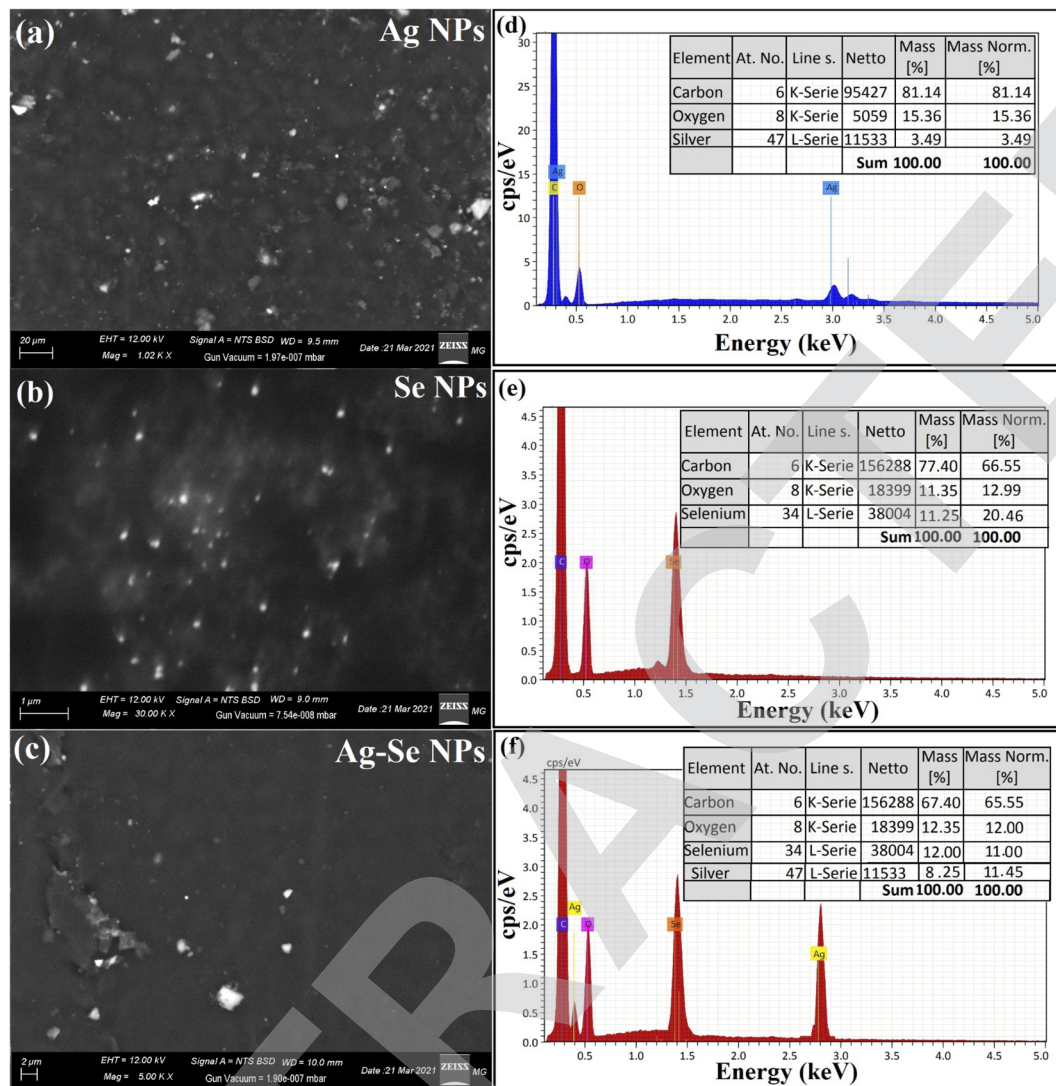 (a) Ag NPs
20 µm EHT = 12.00 kV Signal A = NTS BSD WD = 9.5 mm Date :21 Mar 2021 ZEISS MG
Mag = 1.02 K X Gun Vacuum = 1.97e-007 mbar
(d)
Element At. No. Line s. Netto Mass [%] Mass Norm. [%]
Carbon 6 K-Serie 95427 81.14 81.14
Oxygen 8 K-Serie 5059 15.36 15.36
Silver 47 L-Serie 11533 3.49 3.49
Sum 100.00 100.00
cps/eV
30
25
20
15
10
5
0
Ag
C O Ag
0.5 1.0 1.5 2.0 2.5 3.0 3.5 4.0 4.5 5.0
Energy (keV)
(b) Se NPs
1 µm EHT = 12.00 kV Signal A = NTS BSD WD = 9.0 mm Date :21 Mar 2021 ZEISS MG
Mag = 30.00 K X Gun Vacuum = 7.54e-008 mbar
(e)
Element At. No. Line s. Netto Mass [%] Mass Norm. [%]
Carbon 6 K-Serie 156288 77.40 66.55
Oxygen 8 K-Serie 18399 11.35 12.99
Selenium 34 L-Serie 38004 11.25 20.46
Sum 100.00 100.00
cps/eV
4.5
4.0
3.5
3.0
2.5
2.0
1.5
1.0
0.5
0.0
C O Se
0.5 1.0 1.5 2.0 2.5 3.0 3.5 4.0 4.5 5.0
Energy (keV)
(c) Ag-Se NPs
2 µm EHT = 12.00 kV Signal A = NTS BSD WD = 10.0 mm Date :21 Mar 2021 ZEISS MG
Mag = 5.00 K X Gun Vacuum = 1.90e-007 mbar
(f)
cps/eV
Element At. No. Line s. Netto Mass [%] Mass Norm. [%]
Carbon 6 K-Serie 156288 67.40 65.55
Oxygen 8 K-Serie 18399 12.35 12.00
Selenium 34 L-Serie 38004 12.00 11.00
Silver 47 L-Serie 11533 8.25 11.45
Sum 100.00 100.00
cps/eV
4.5
4.0
3.5
3.0
2.5
2.0
1.5
1.0
0.5
0.0
Ag
C O Se Ag
0.5 1.0 1.5 2.0 2.5 3.0 3.5 4.0 4.5 5.0
Energy (keV)
RACTE